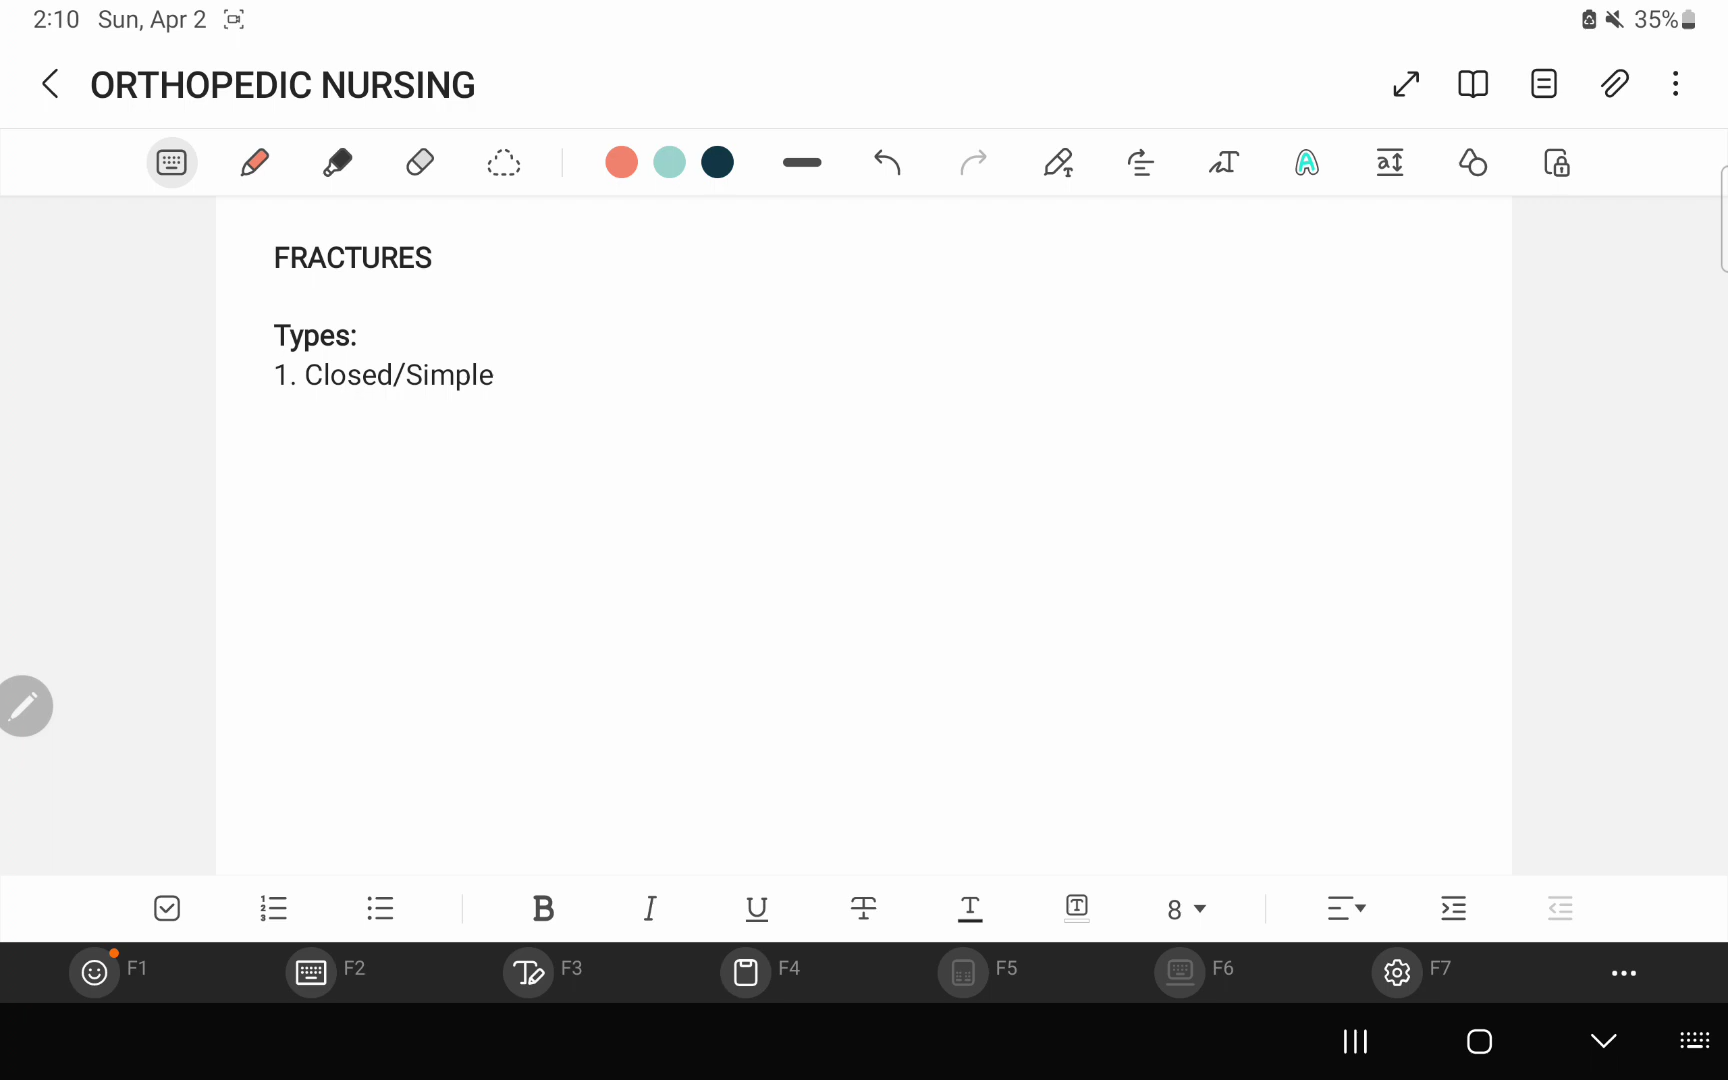 2:10 Sun, Apr 2 35%
ORTHOPEDIC NURSING
FRACTURES
Types:
1. Closed/Simple
B I U T T T 8
F1 F2 F3 F4 F5 F6 F7